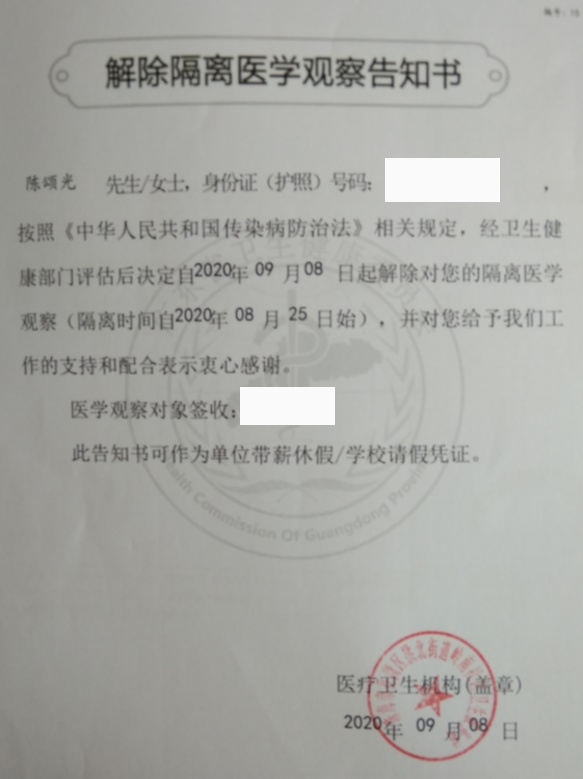 编号：15
解除隔离医学观察告知书
陈颂光 先生/女士，身份证（护照）号码： ，
按照《中华人民共和国传染病防治法》相关规定，经卫生健
康部门评估后决定自2020年 09 月08 日起解除对您的隔离医学
观察（隔离时间自2020年 08 月 25 日始），并对您给予我们工
作的支持和配合表示衷心感谢。
医学观察对象签收：
此告知书可作为单位带薪休假/学校请假凭证。
Health Commission Of Guangdong Province
医疗卫生机构(盖章)
2020年 09 月 08 日